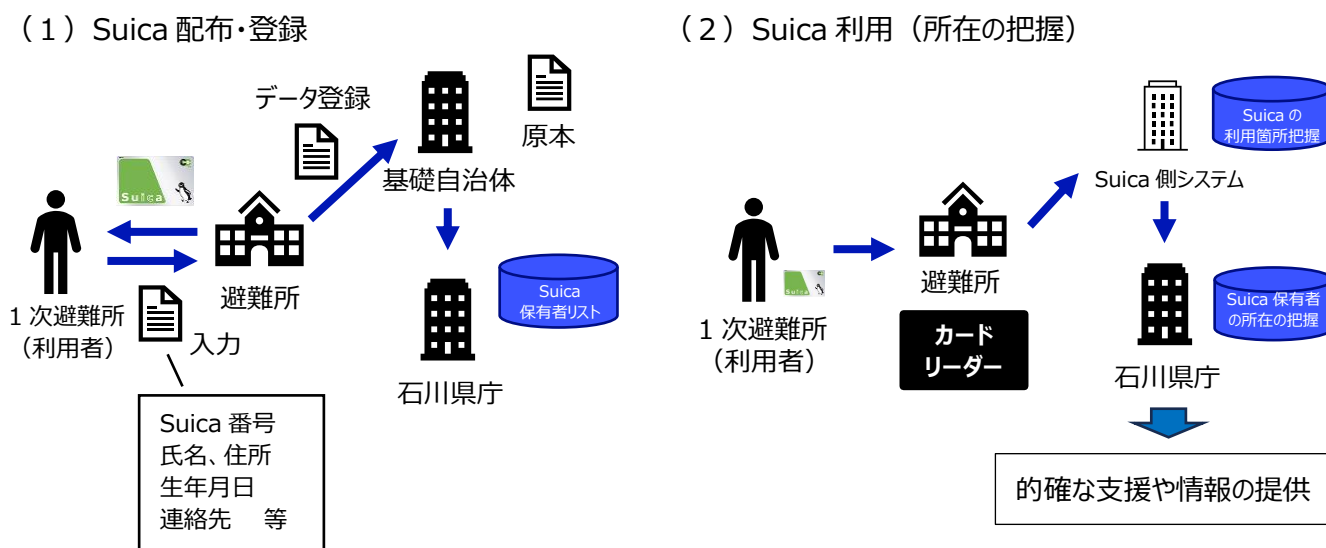 （1）Suica 配布・登録
データ登録
原本
基礎自治体
Suica
避難所
1 次避難所
（利用者）
入力
Suica
保有者リスト
石川県庁
Suica 番号
氏名、住所
生年月日
連絡先　等
（2）Suica 利用（所在の把握）
Suica の
利用箇所把握
Suica 側システム
Suica
避難所
1 次避難所
（利用者）
カード
リーダー
Suica 保有者
の所在の把握
石川県庁
的確な支援や情報の提供